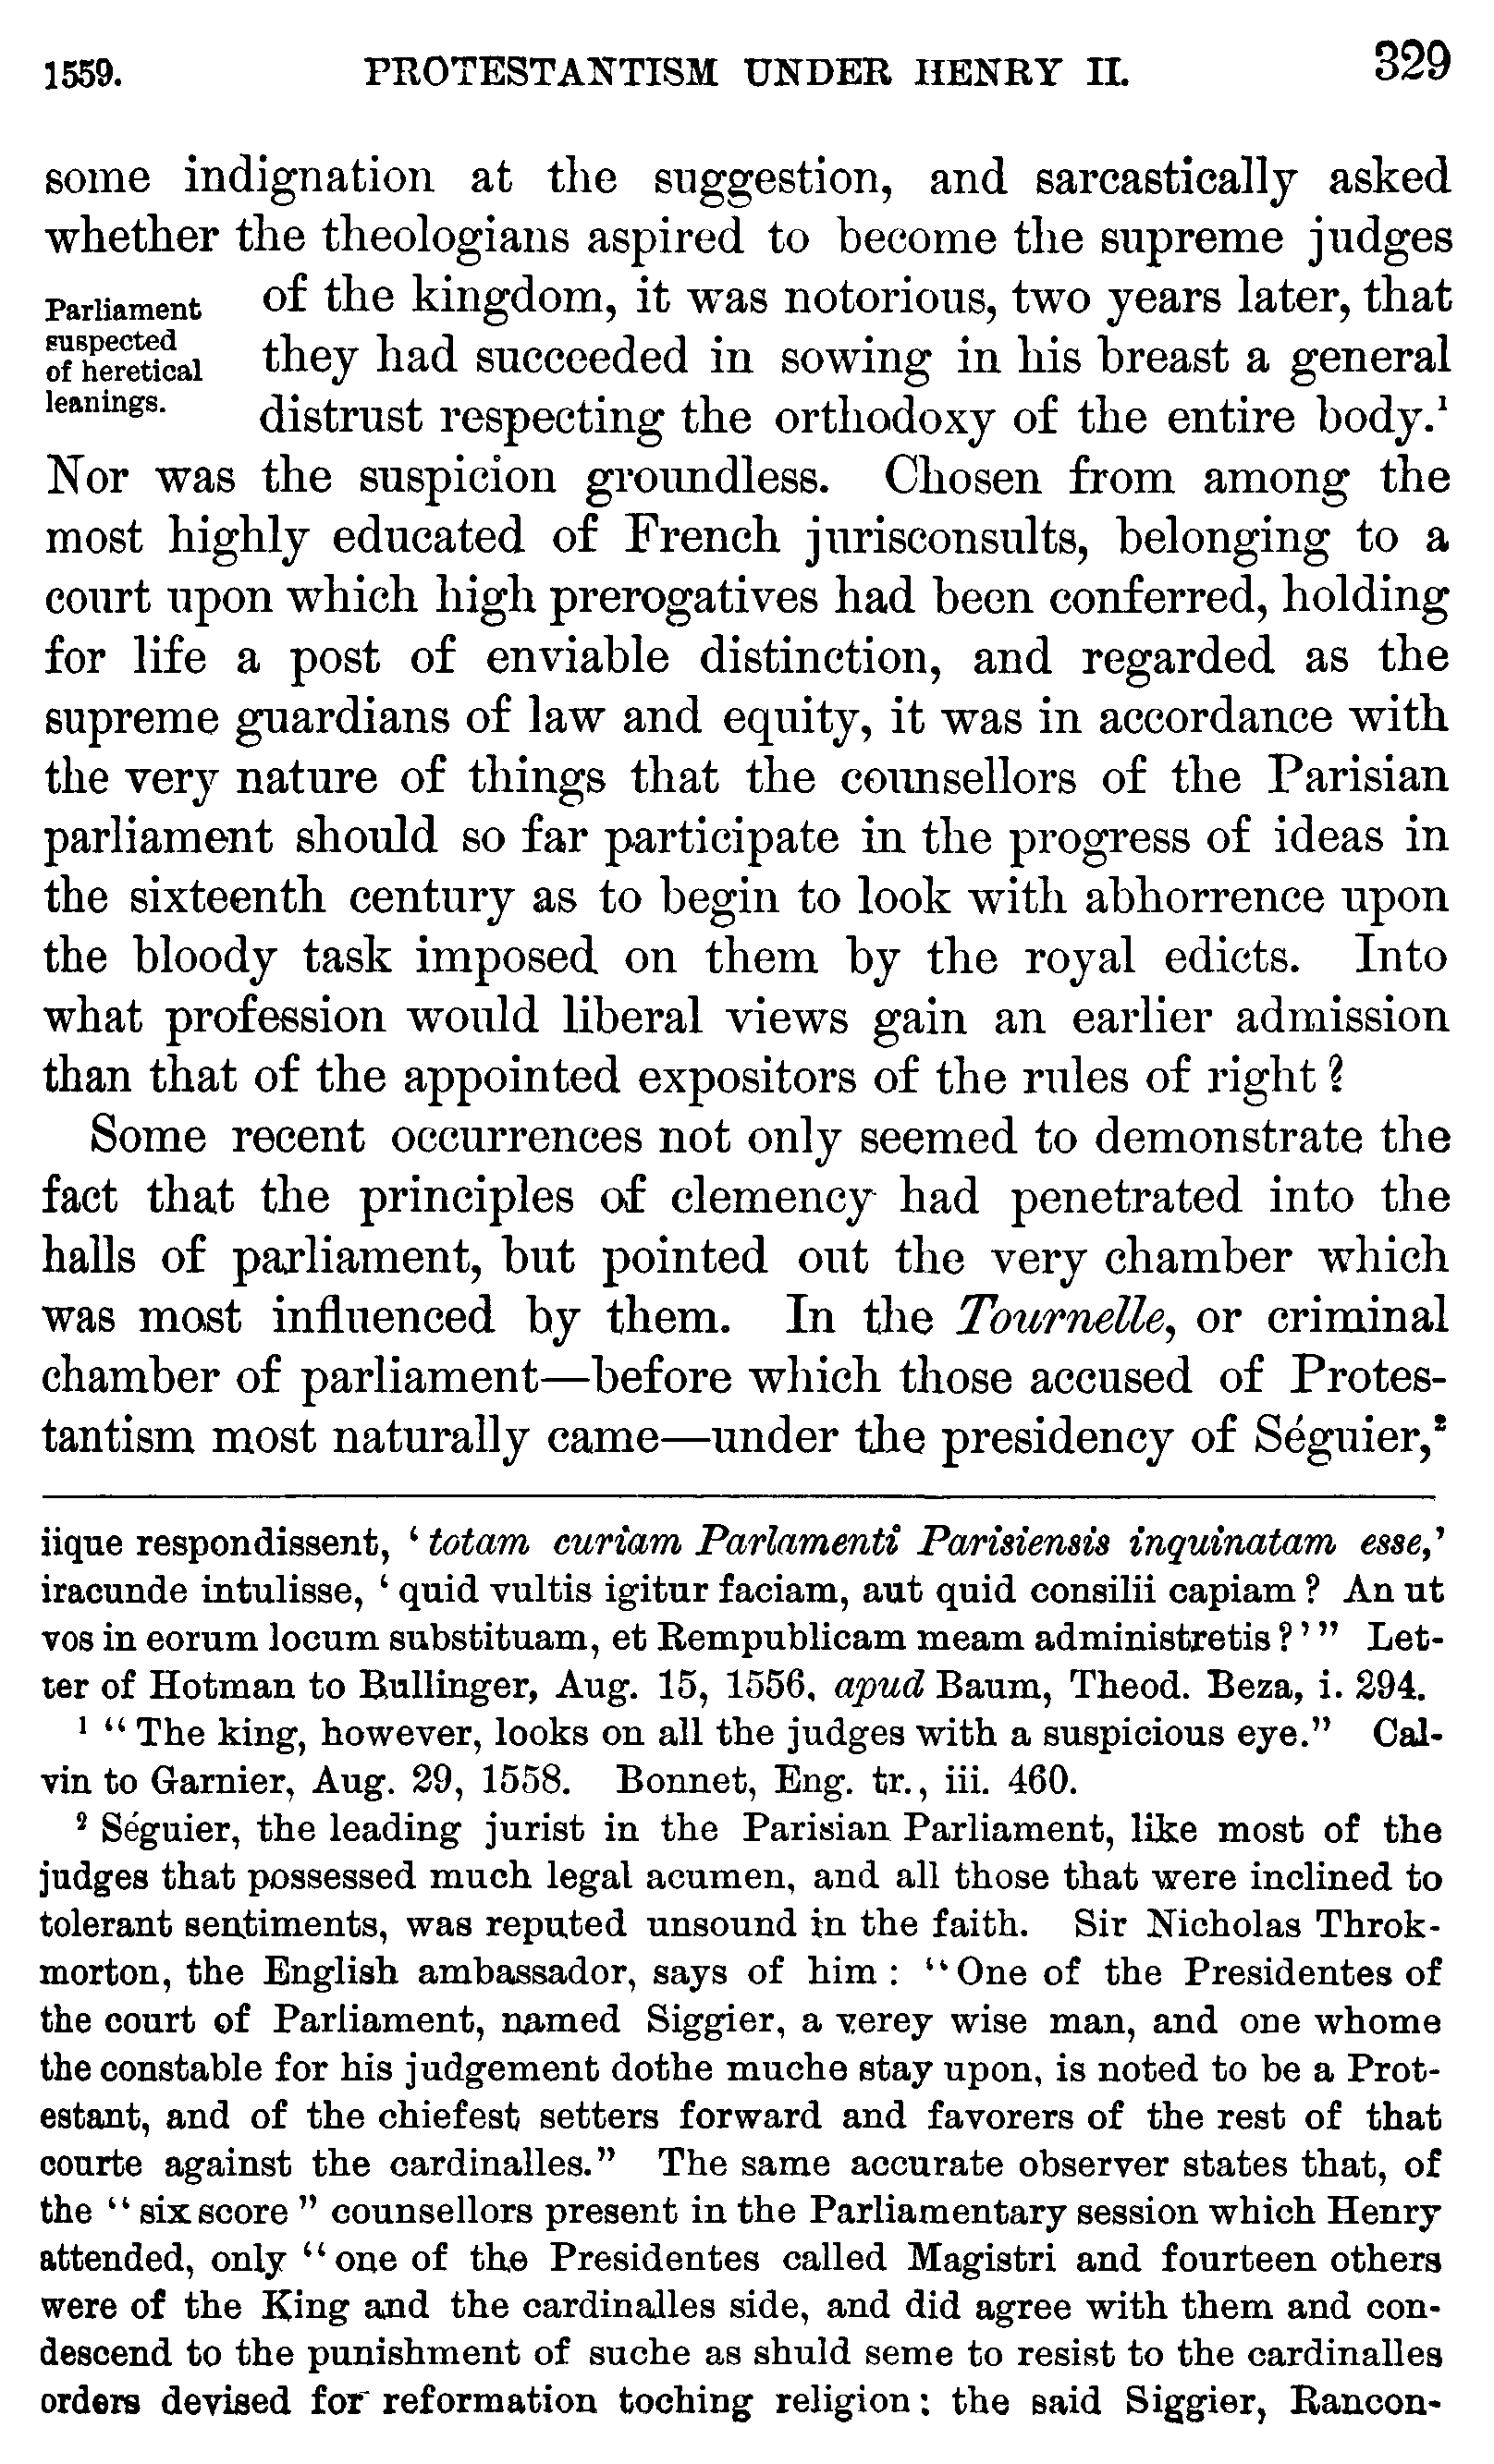 1559. PROTESTANTISM UNDER HENRY II. 329
some indignation at the suggestion, and sarcastically asked
whether the theologians aspired to become the supreme judges
Parliament
suspected
of heretical
leanings.
of the kingdom, it was notorious, two years later, that
they had succeeded in sowing in his breast a general
distrust respecting the orthodoxy of the entire body.¹
Nor was the suspicion groundless. Chosen from among the
most highly educated of French jurisconsults, belonging to a
court upon which high prerogatives had been conferred, holding
for life a post of enviable distinction, and regarded as the
supreme guardians of law and equity, it was in accordance with
the very nature of things that the counsellors of the Parisian
parliament should so far participate in the progress of ideas in
the sixteenth century as to begin to look with abhorrence upon
the bloody task imposed on them by the royal edicts. Into
what profession would liberal views gain an earlier admission
than that of the appointed expositors of the rules of right?
Some recent occurrences not only seemed to demonstrate the
fact that the principles of clemency had penetrated into the
halls of parliament, but pointed out the very chamber which
was most influenced by them. In the Tournelle, or criminal
chamber of parliament—before which those accused of Protes-
tantism most naturally came—under the presidency of Séguier,²
iique respondissent, ‘totam curiam Parlamenti Parisiensis inquinatam esse,’
iracunde intulisse, ‘quid vultis igitur faciam, aut quid consilii capiam? An ut
vos in eorum locum substituam, et Rempublicam meam administretis?’” Let-
ter of Hotman to Bullinger, Aug. 15, 1556, apud Baum, Theod. Beza, i. 294.
¹ “The king, however, looks on all the judges with a suspicious eye.” Cal-
vin to Garnier, Aug. 29, 1558. Bonnet, Eng. tr., iii. 460.
² Séguier, the leading jurist in the Parisian Parliament, like most of the
judges that possessed much legal acumen, and all those that were inclined to
tolerant sentiments, was reputed unsound in the faith. Sir Nicholas Throk-
morton, the English ambassador, says of him: “One of the Presidentes of
the court of Parliament, named Siggier, a verey wise man, and one whome
the constable for his judgement dothe muche stay upon, is noted to be a Prot-
estant, and of the chiefest setters forward and favorers of the rest of that
courte against the cardinalles.” The same accurate observer states that, of
the “six score” counsellors present in the Parliamentary session which Henry
attended, only “one of the Presidentes called Magistri and fourteen others
were of the King and the cardinalles side, and did agree with them and con-
descend to the punishment of suche as shuld seme to resist to the cardinalles
orders devised for reformation toching religion; the said Siggier, Rancon-